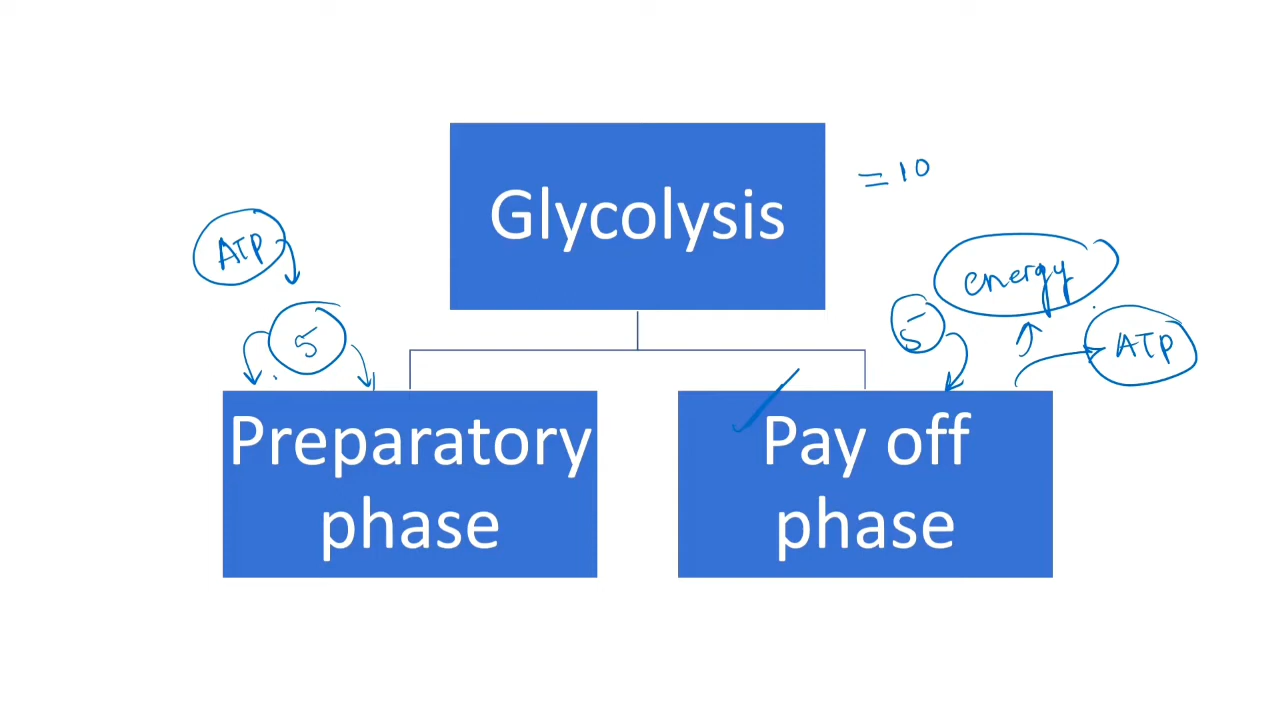 Glycolysis
= 10
ATP
5
Preparatory
phase
energy
5
ATP
Pay off
phase